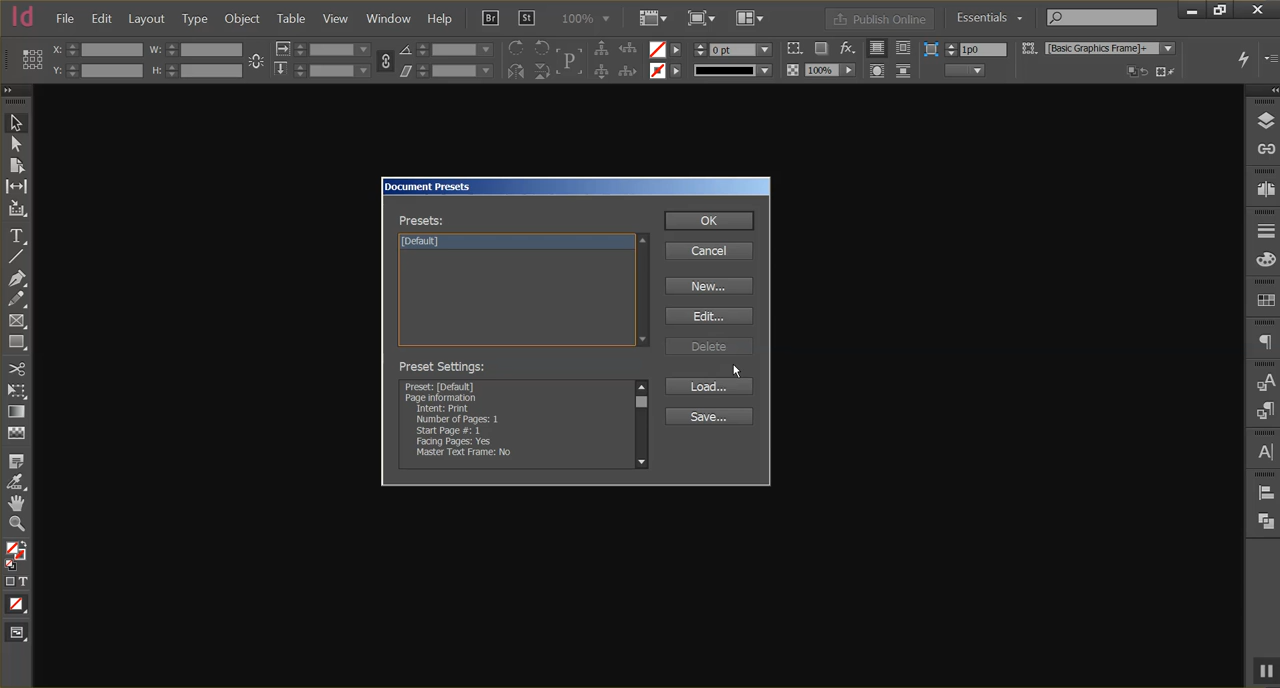 Id File Edit Layout Type Object Table View Window Help Br St 100% Publish Online Essentials
X: W: 0 pt fx 1p0 [Basic Graphics Frame]+
Y: H: P 100%
Document Presets
Presets:
[Default]
OK
Cancel
New...
Edit...
Delete
Load...
Save...
Preset Settings:
Preset: [Default]
Page information
Intent: Print
Number of Pages: 1
Start Page #: 1
Facing Pages: Yes
Master Text Frame: No